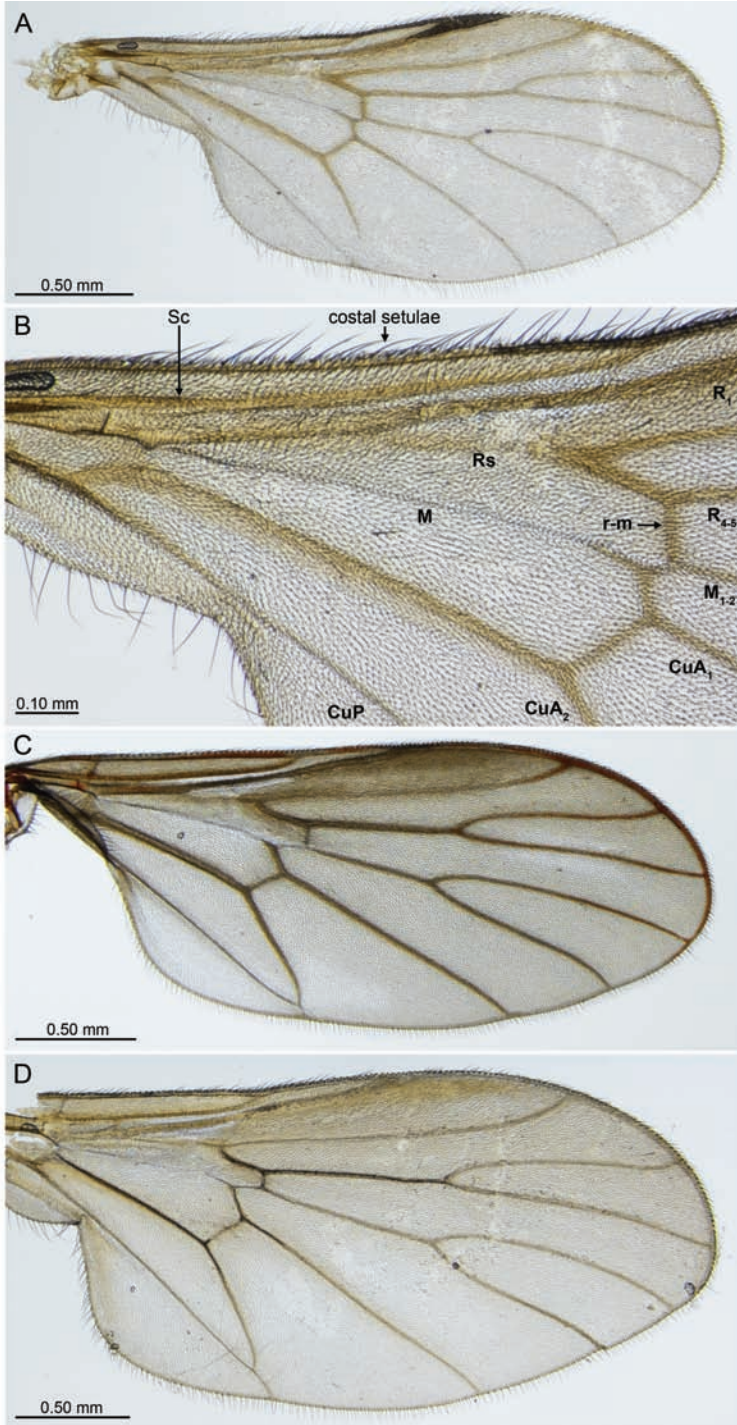 A
0.50 mm
B
Sc
costal setulae
R₁
Rs
M
r-m
R₄₋₅
M₁₋₂
CuA₁
CuA₂
CuP
0.10 mm
C
0.50 mm
D
0.50 mm